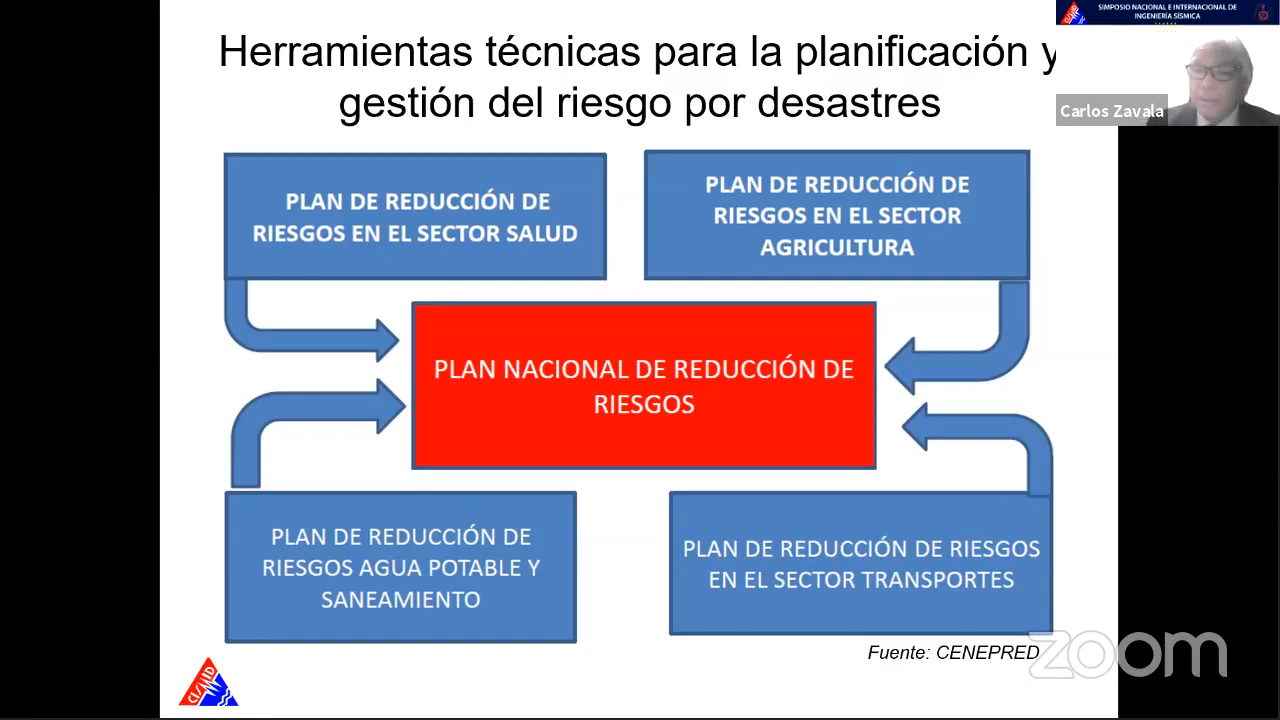 SIMPOSIO NACIONAL E INTERNACIONAL DE
INGENIERÍA SÍSMICA
Herramientas técnicas para la planificación y
gestión del riesgo por desastres
Carlos Zavala
PLAN DE REDUCCIÓN DE
RIESGOS EN EL SECTOR SALUD
PLAN DE REDUCCIÓN DE
RIESGOS EN EL SECTOR
AGRICULTURA
PLAN NACIONAL DE REDUCCIÓN DE
RIESGOS
PLAN DE REDUCCIÓN DE
RIESGOS AGUA POTABLE Y
SANEAMIENTO
PLAN DE REDUCCIÓN DE RIESGOS
EN EL SECTOR TRANSPORTES
Fuente: CENEPRED
zoom
CISMID